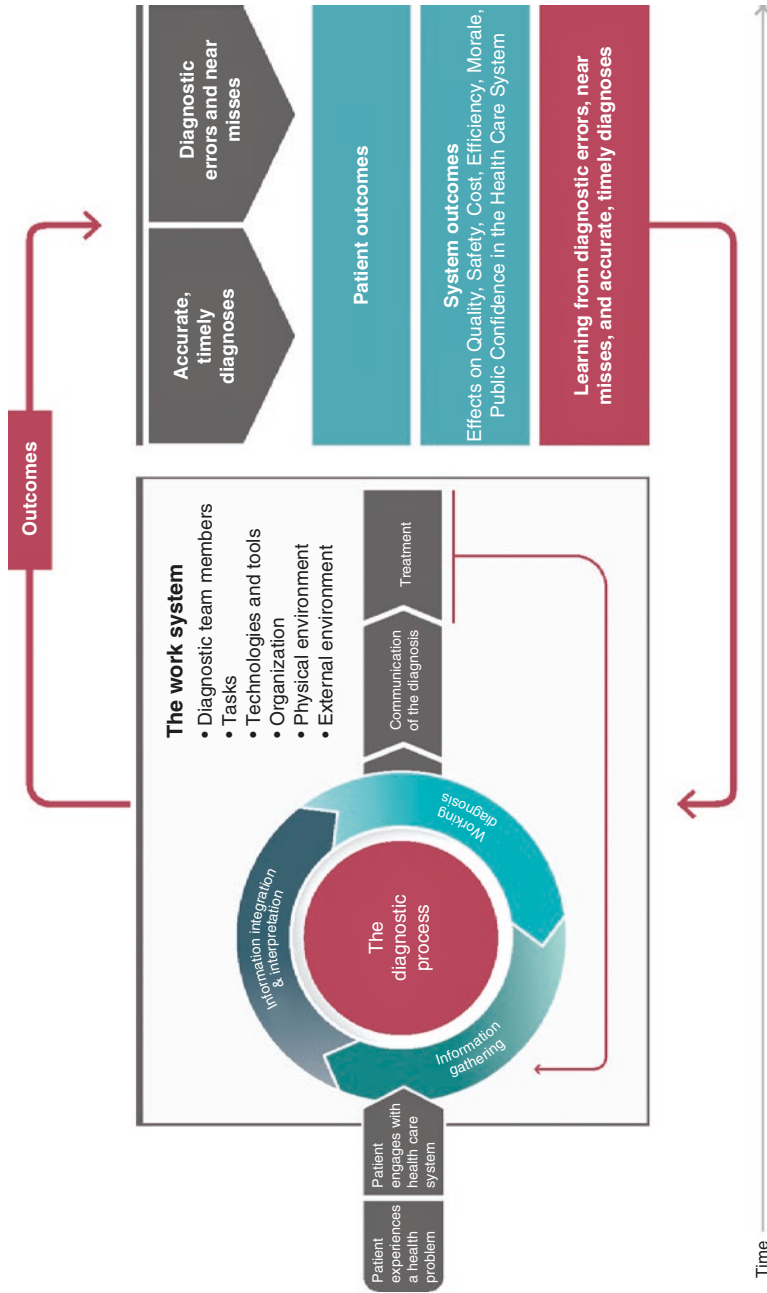 Outcomes
The work system
• Diagnostic team members
• Tasks
• Technologies and tools
• Organization
• Physical environment
• External environment
Patient
experiences
a health
problem
Patient
engages with
health care
system
Information integration
& interpretation
The
diagnostic
process
Information
gathering
Working
diagnosis
Communication
of the diagnosis
Treatment
Accurate,
timely
diagnoses
Diagnostic
errors and near
misses
Patient outcomes
System outcomes
Effects on Quality, Safety, Cost, Efficiency, Morale,
Public Confidence in the Health Care System
Learning from diagnostic errors, near
misses, and accurate, timely diagnoses
Time